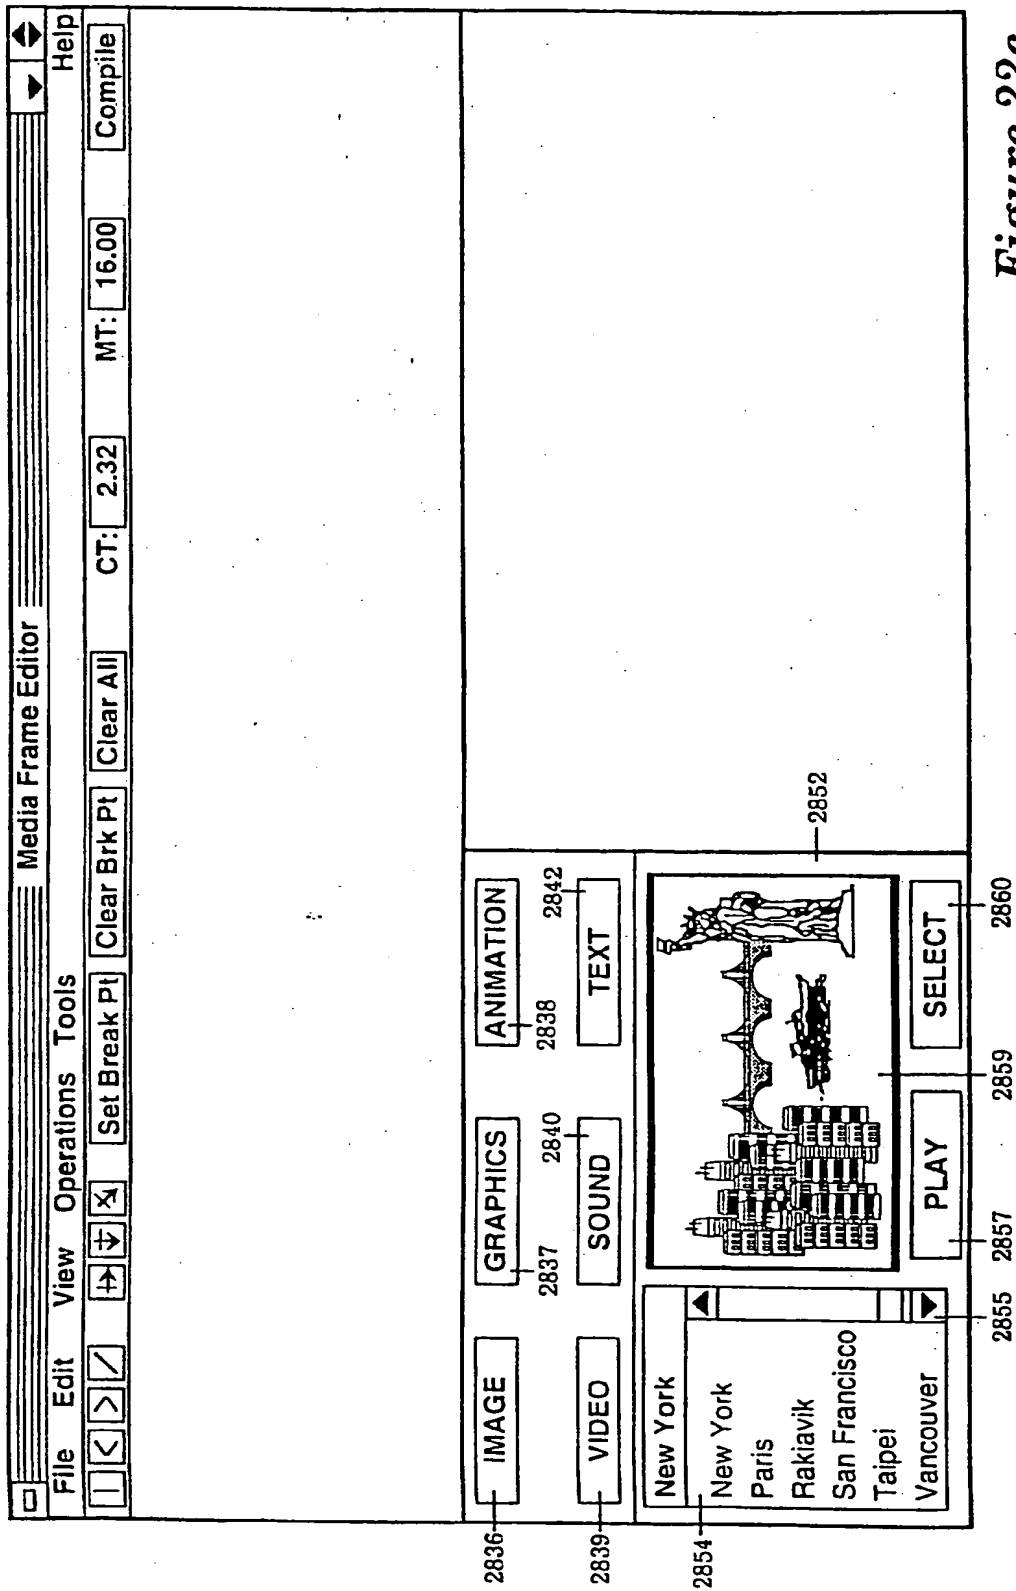 Media Frame Editor
File Edit View Operations Tools Help
Set Break Pt Clear Brk Pt Clear All CT: 2.32 MT: 16.00 Compile
2836 IMAGE GRAPHICS ANIMATION
2837 2838
2840 2842
2839 VIDEO SOUND TEXT
New York
2854 New York
Paris
Rakiavik
San Francisco
Taipei
Vancouver
2852
PLAY SELECT
2855 2857 2859 2860